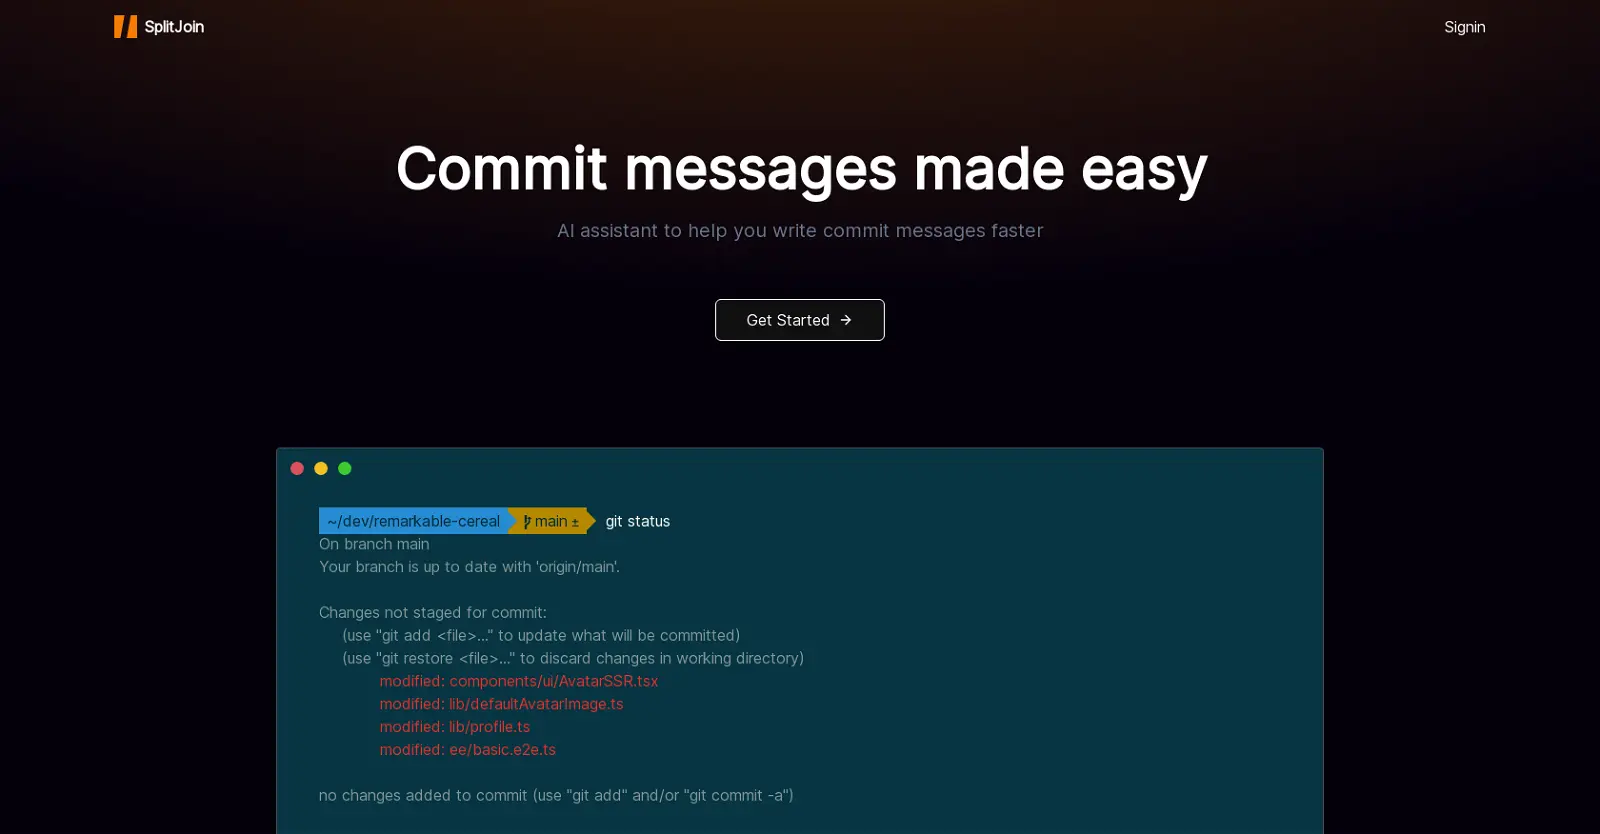 SplitJoin
Signin
Commit messages made easy
AI assistant to help you write commit messages faster
Get Started →
~/dev/remarkable-cereal main ± git status
On branch main
Your branch is up to date with 'origin/main'.
Changes not staged for commit:
(use "git add <file>..." to update what will be committed)
(use "git restore <file>..." to discard changes in working directory)
modified: components/ui/AvatarSSR.tsx
modified: lib/defaultAvatarImage.ts
modified: lib/profile.ts
modified: ee/basic.e2e.ts
no changes added to commit (use "git add" and/or "git commit -a")